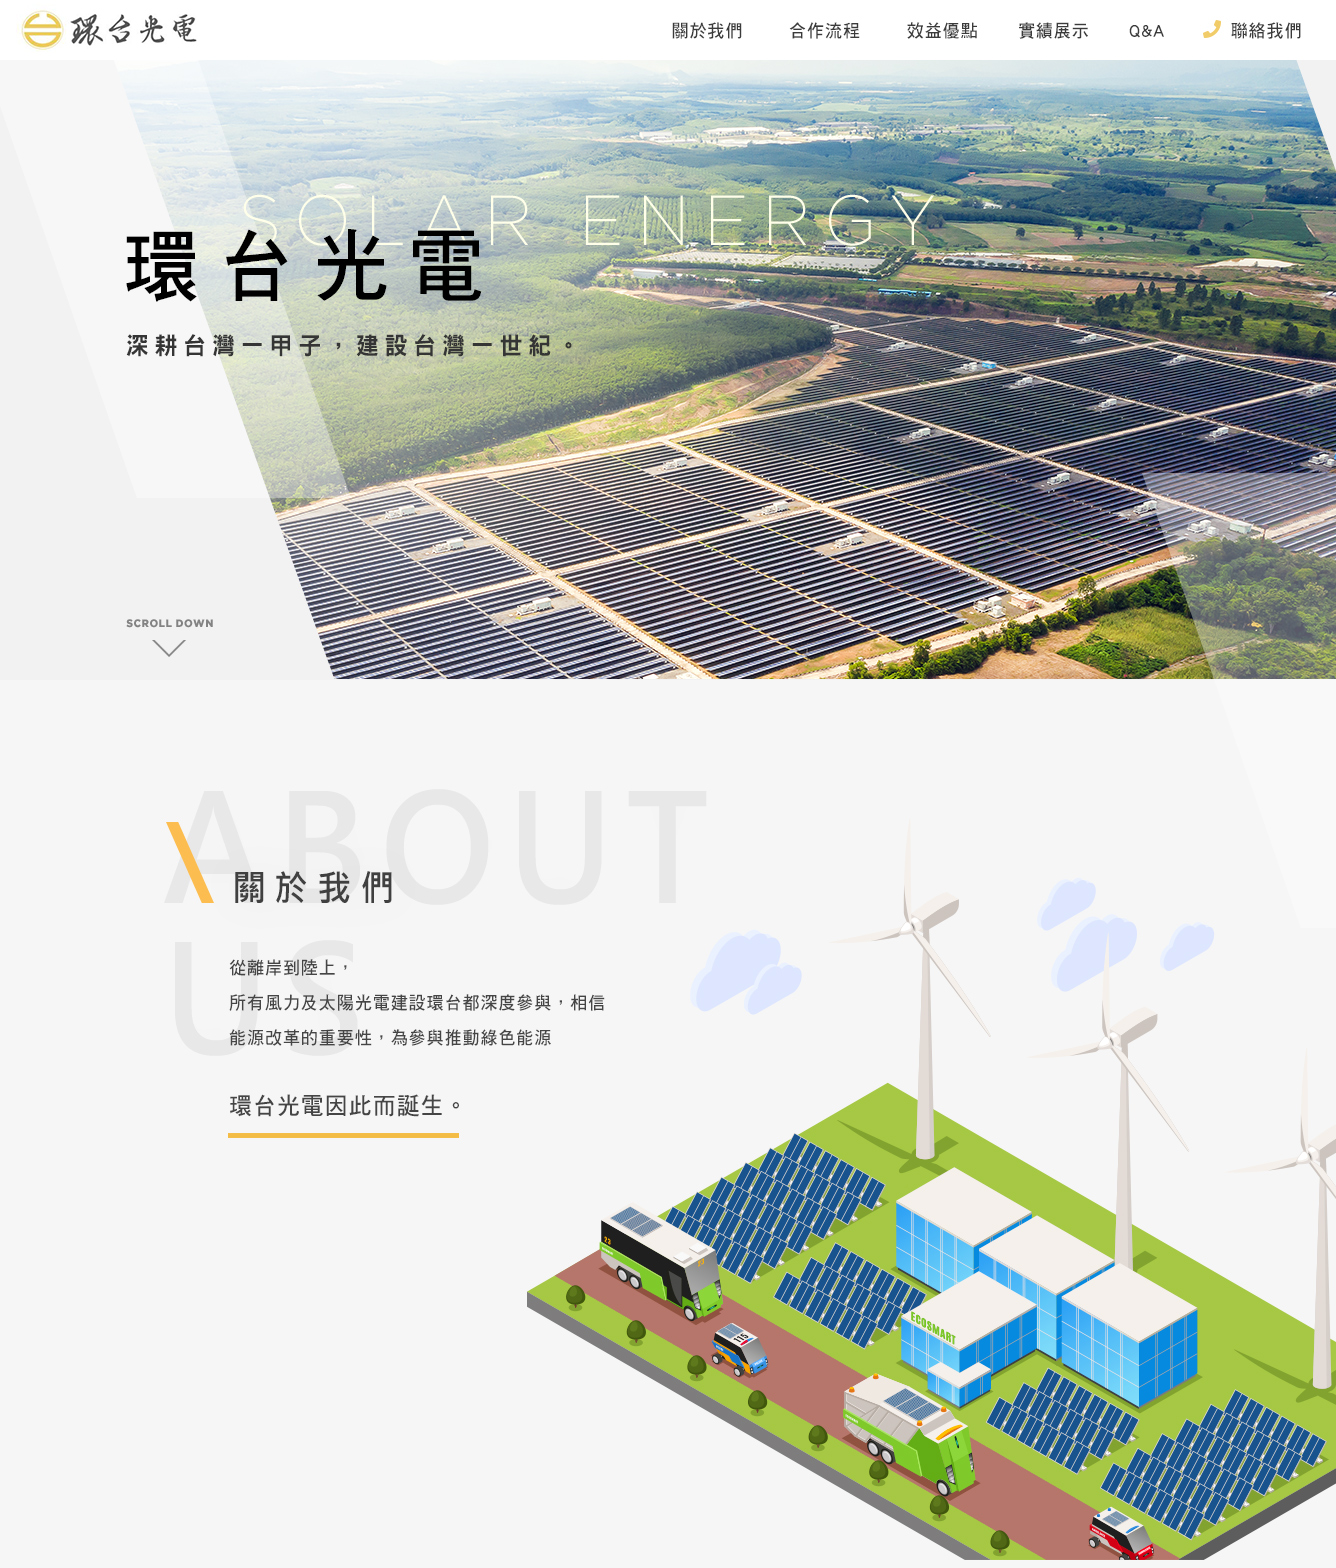 環台光電
關於我們
合作流程
效益優點
實績展示
Q&A
聯絡我們
SOLAR ENERGY
環台光電
深耕台灣一甲子，建設台灣一世紀。
SCROLL DOWN
ABOUT
關於我們
US
從離岸到陸上，
所有風力及太陽光電建設環台都深度參與，相信
能源改革的重要性，為參與推動綠色能源
環台光電因此而誕生。
23
115
ECOSMART